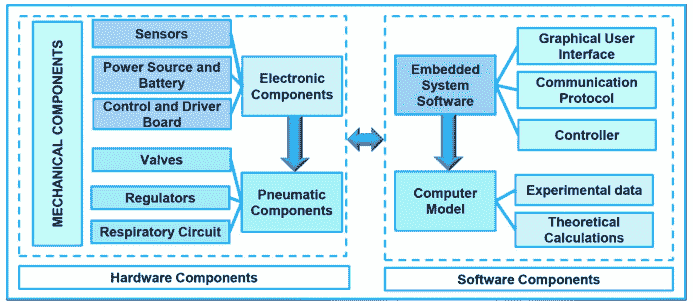 MECHANICAL COMPONENTS
Sensors
Power Source and
Battery
Control and Driver
Board
Valves
Regulators
Respiratory Circuit
Electronic
Components
Pneumatic
Components
Hardware Components
Embedded
System
Software
Computer
Model
Graphical User
Interface
Communication
Protocol
Controller
Experimental data
Theoretical
Calculations
Software Components